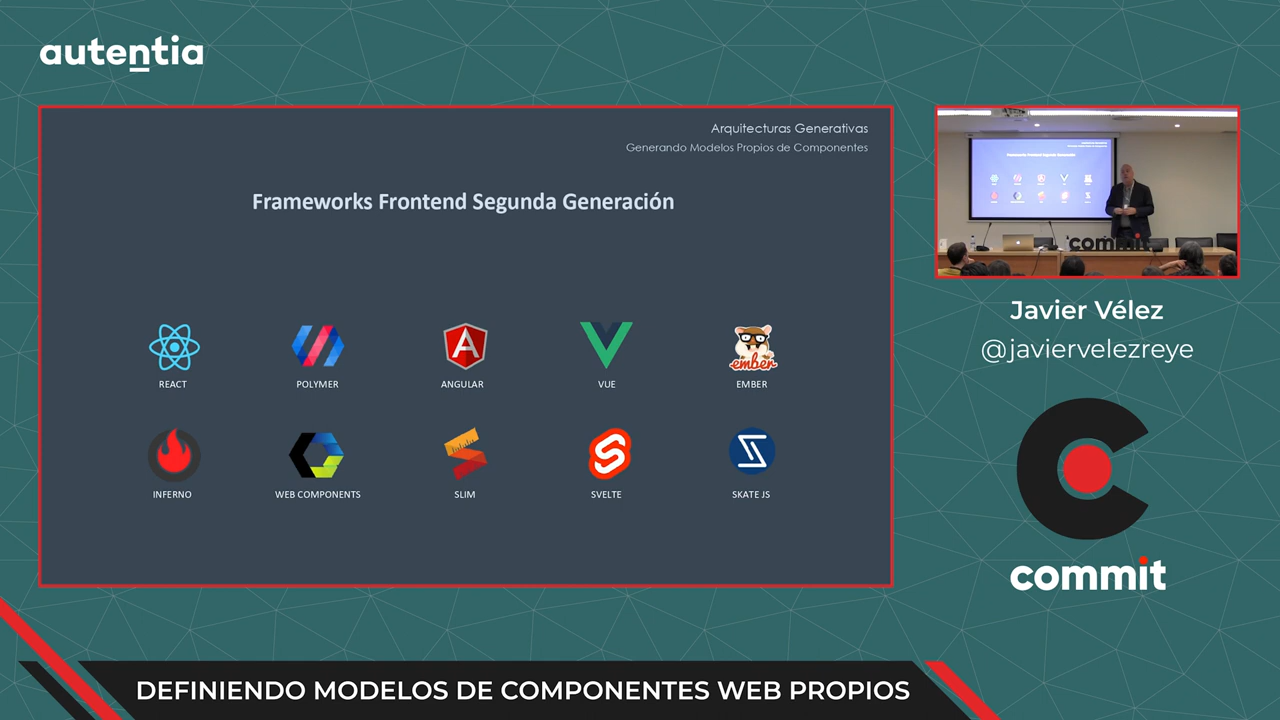 autentia
Arquitecturas Generativas
Generando Modelos Propios de Componentes
Frameworks Frontend Segunda Generación
REACT
POLYMER
ANGULAR
VUE
ember
EMBER
INFERNO
WEB COMPONENTS
SLIM
SVELTE
SKATE JS
commit
Javier Vélez
@javiervelezreye
commit
DEFINIENDO MODELOS DE COMPONENTES WEB PROPIOS